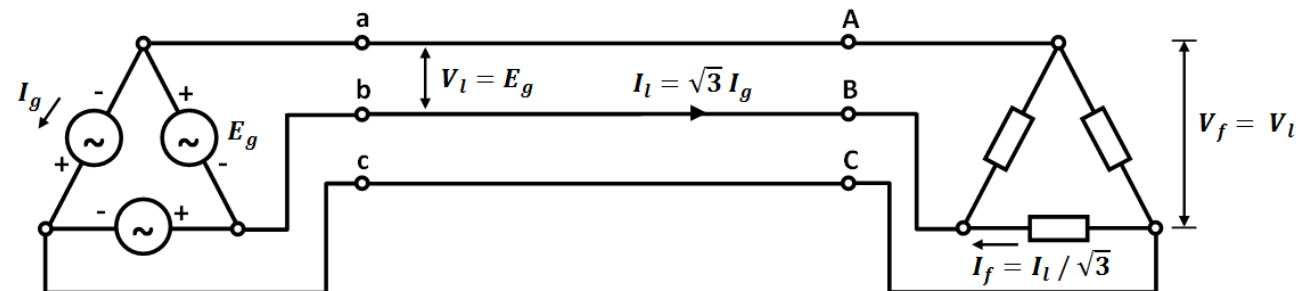 a
A
I_g
-
+
V_l = E_g
I_l = √3 I_g
b
B
E_g
V_f = V_l
+
-
c
C
-
+
I_f = I_l / √3